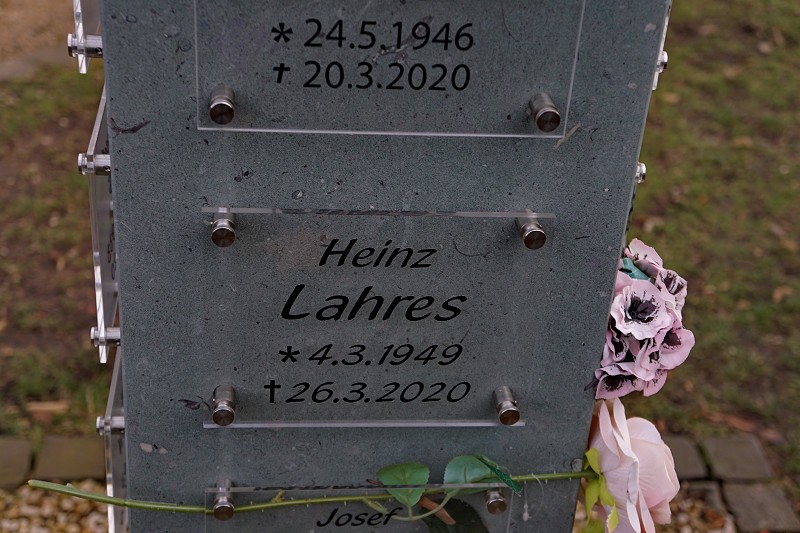 * 24.5.1946
† 20.3.2020
Heinz
Lahres
* 4.3.1949
† 26.3.2020
Josef